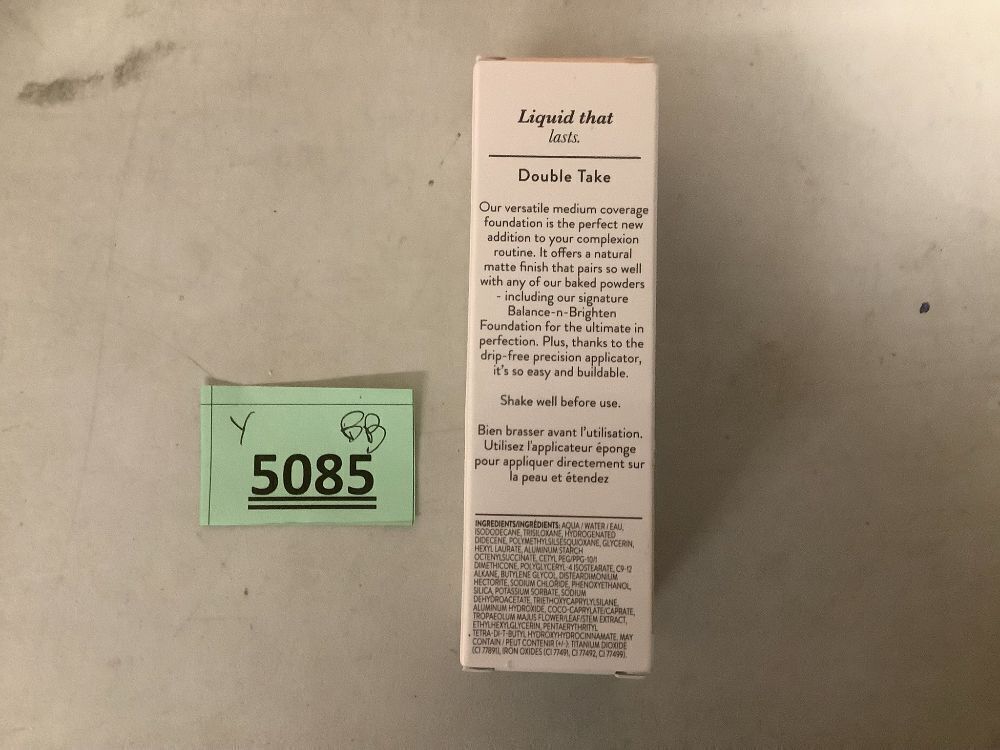 Liquid that
lasts.
Double Take
Our versatile medium coverage
foundation is the perfect new
addition to your complexion
routine. It offers a natural
matte finish that pairs so well
with any of our baked powders
- including our signature
Balance-n-Brighten
Foundation for the ultimate in
perfection. Plus, thanks to the
drip-free precision applicator,
it's so easy and buildable.
Shake well before use.
Bien brasser avant l'utilisation.
Utilisez l'applicateur éponge
pour appliquer directement sur
la peau et étendez
INGREDIENTS/INGRÉDIENTS: AQUA / WATER / EAU,
ISODODECANE, TRISILOXANE, HYDROGENATED
DIDECENE, POLYMETHYLSILSESQUIOXANE, GLYCERIN,
HEXYL LAURATE, ALUMINUM STARCH
OCTENYLSUCCINATE, CETYL PEG/PPG-10/1
DIMETHICONE, POLYGLYCERYL-4 ISOSTEARATE, C9-12
ALKANE, BUTYLENE GLYCOL, DISTEARDIMONIUM
HECTORITE, SODIUM CHLORIDE, PHENOXYETHANOL,
SILICA, POTASSIUM SORBATE, SODIUM
DEHYDROACETATE, TRIETHOXYCAPRYLYLSILANE,
ALUMINUM HYDROXIDE, COCO-CAPRYLATE/CAPRATE,
TROPAEOLUM MAJUS FLOWER/LEAF/STEM EXTRACT,
ETHYLHEXYLGLYCERIN, PENTAERYTHRITYL
TETRA-DI-T-BUTYL HYDROXYHYDROCINNAMATE. MAY
CONTAIN / PEUT CONTENIR (+/-): TITANIUM DIOXIDE
(CI 77891), IRON OXIDES (CI 77491, CI 77492, CI 77499).
Y BB
5085